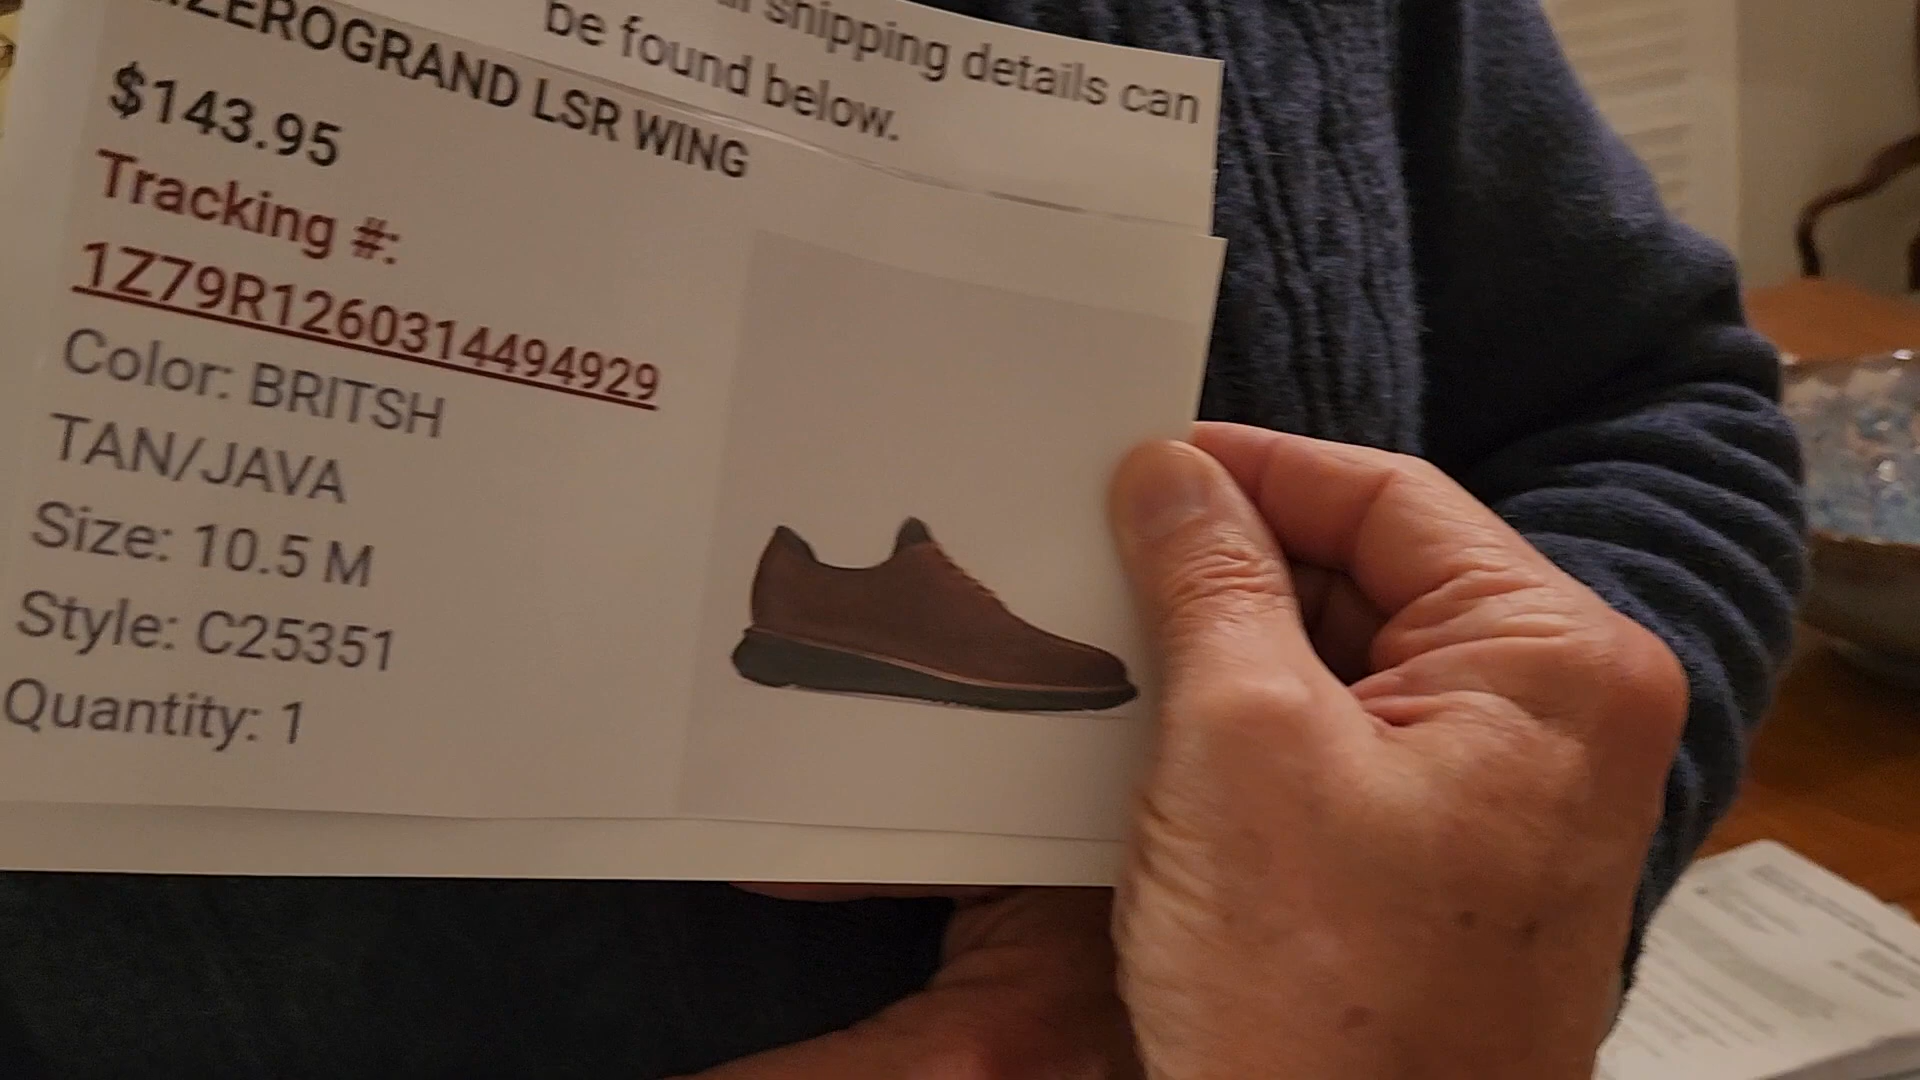 shipping details can
be found below.
.ZEROGRAND LSR WING
$143.95
Tracking #:
1Z79R1260314494929
Color: BRITSH
TAN/JAVA
Size: 10.5 M
Style: C25351
Quantity: 1